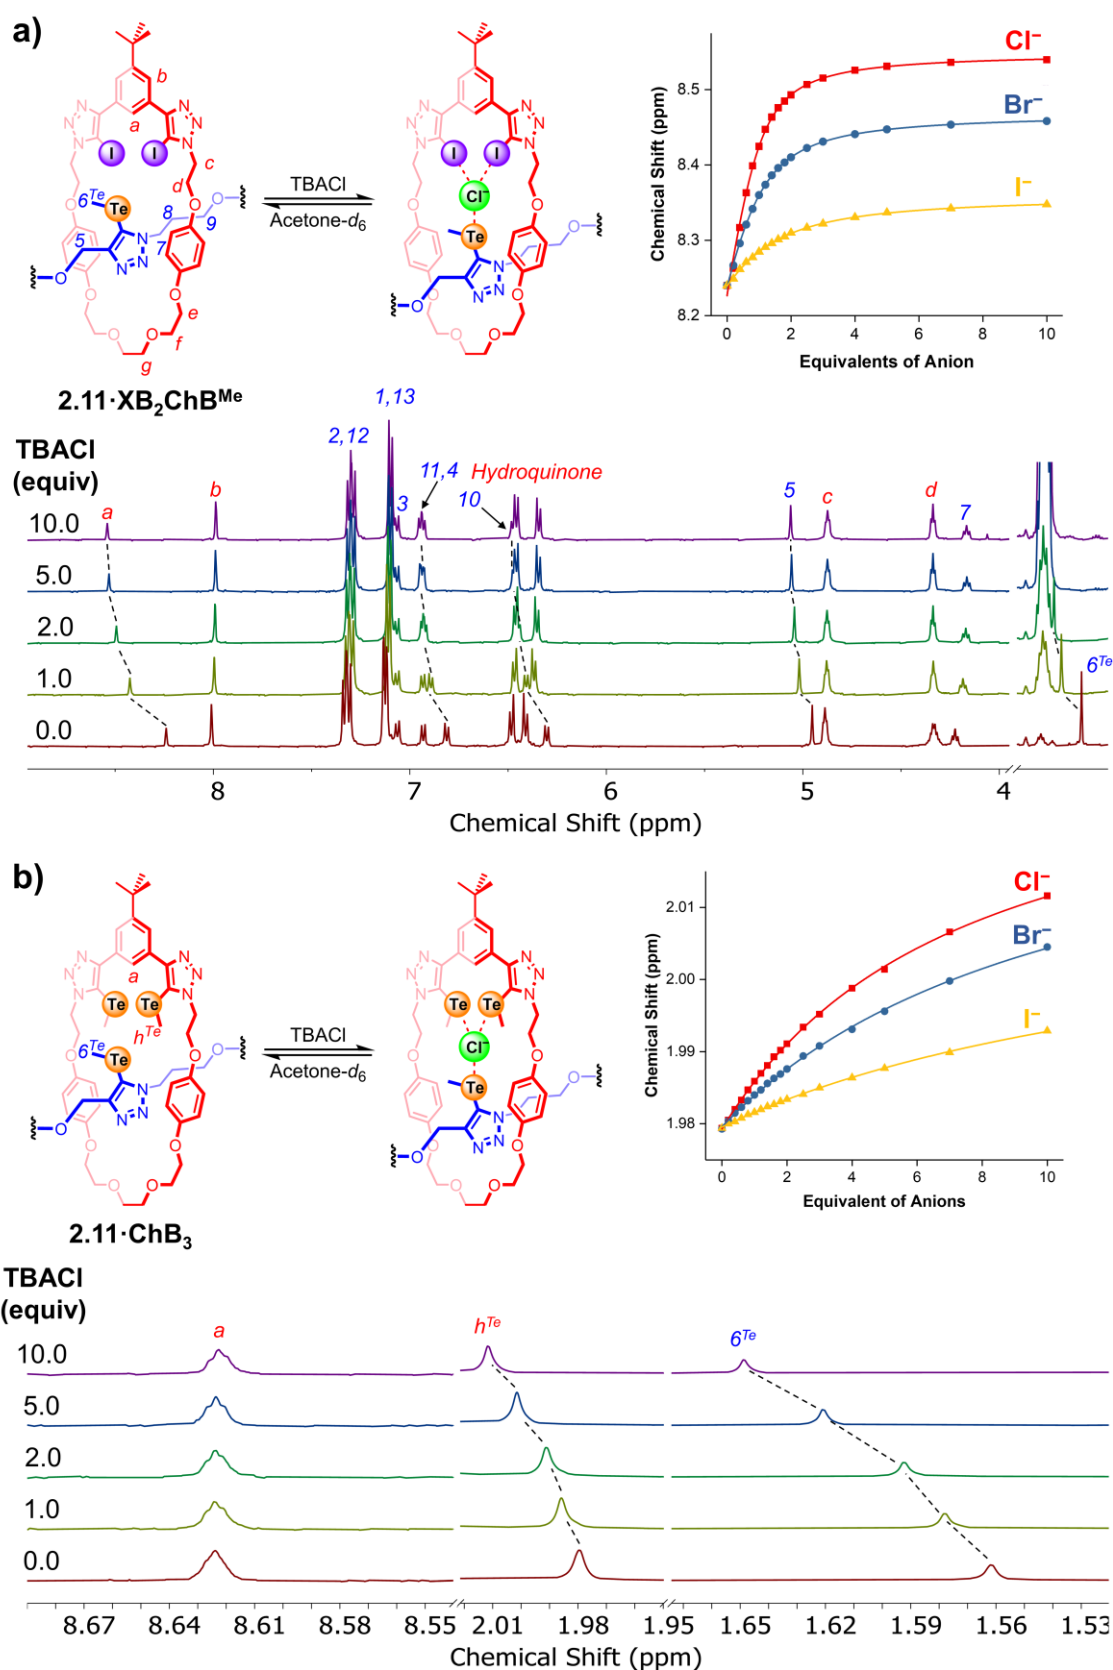 a)
b
a
N
N
N
N
N
N
I
I
c
d
6Te
Te
O
O
8
9
5
7
N
N
N
O
O
O
e
O
O
f
O
g
2.11·XB2ChBMe
TBACl
Acetone-d6
N
N
N
N
N
N
I
I
Cl−
O
O
Te
O
N
N
N
O
O
O
O
O
O
Chemical Shift (ppm)
8.5
8.4
8.3
8.2
0
2
4
6
8
10
Equivalents of Anion
Cl−
Br−
I−
TBACl
(equiv)
10.0
5.0
2.0
1.0
0.0
a
b
2,12
1,13
3
11,4
10
Hydroquinone
5
c
d
7
6Te
8
7
6
5
4
Chemical Shift (ppm)
b)
a
N
N
N
N
N
N
Te
Te
hTe
6Te
Te
O
O
O
N
N
N
O
O
O
O
O
O
2.11·ChB3
TBACl
Acetone-d6
N
N
N
N
N
N
Te
Te
Cl−
O
O
Te
O
N
N
N
O
O
O
O
O
O
Chemical Shift (ppm)
2.01
2.00
1.99
1.98
0
2
4
6
8
10
Equivalent of Anions
Cl−
Br−
I−
TBACl
(equiv)
10.0
5.0
2.0
1.0
0.0
a
hTe
6Te
8.67
8.64
8.61
8.58
8.55
2.01
1.98
1.95
1.65
1.62
1.59
1.56
1.53
Chemical Shift (ppm)